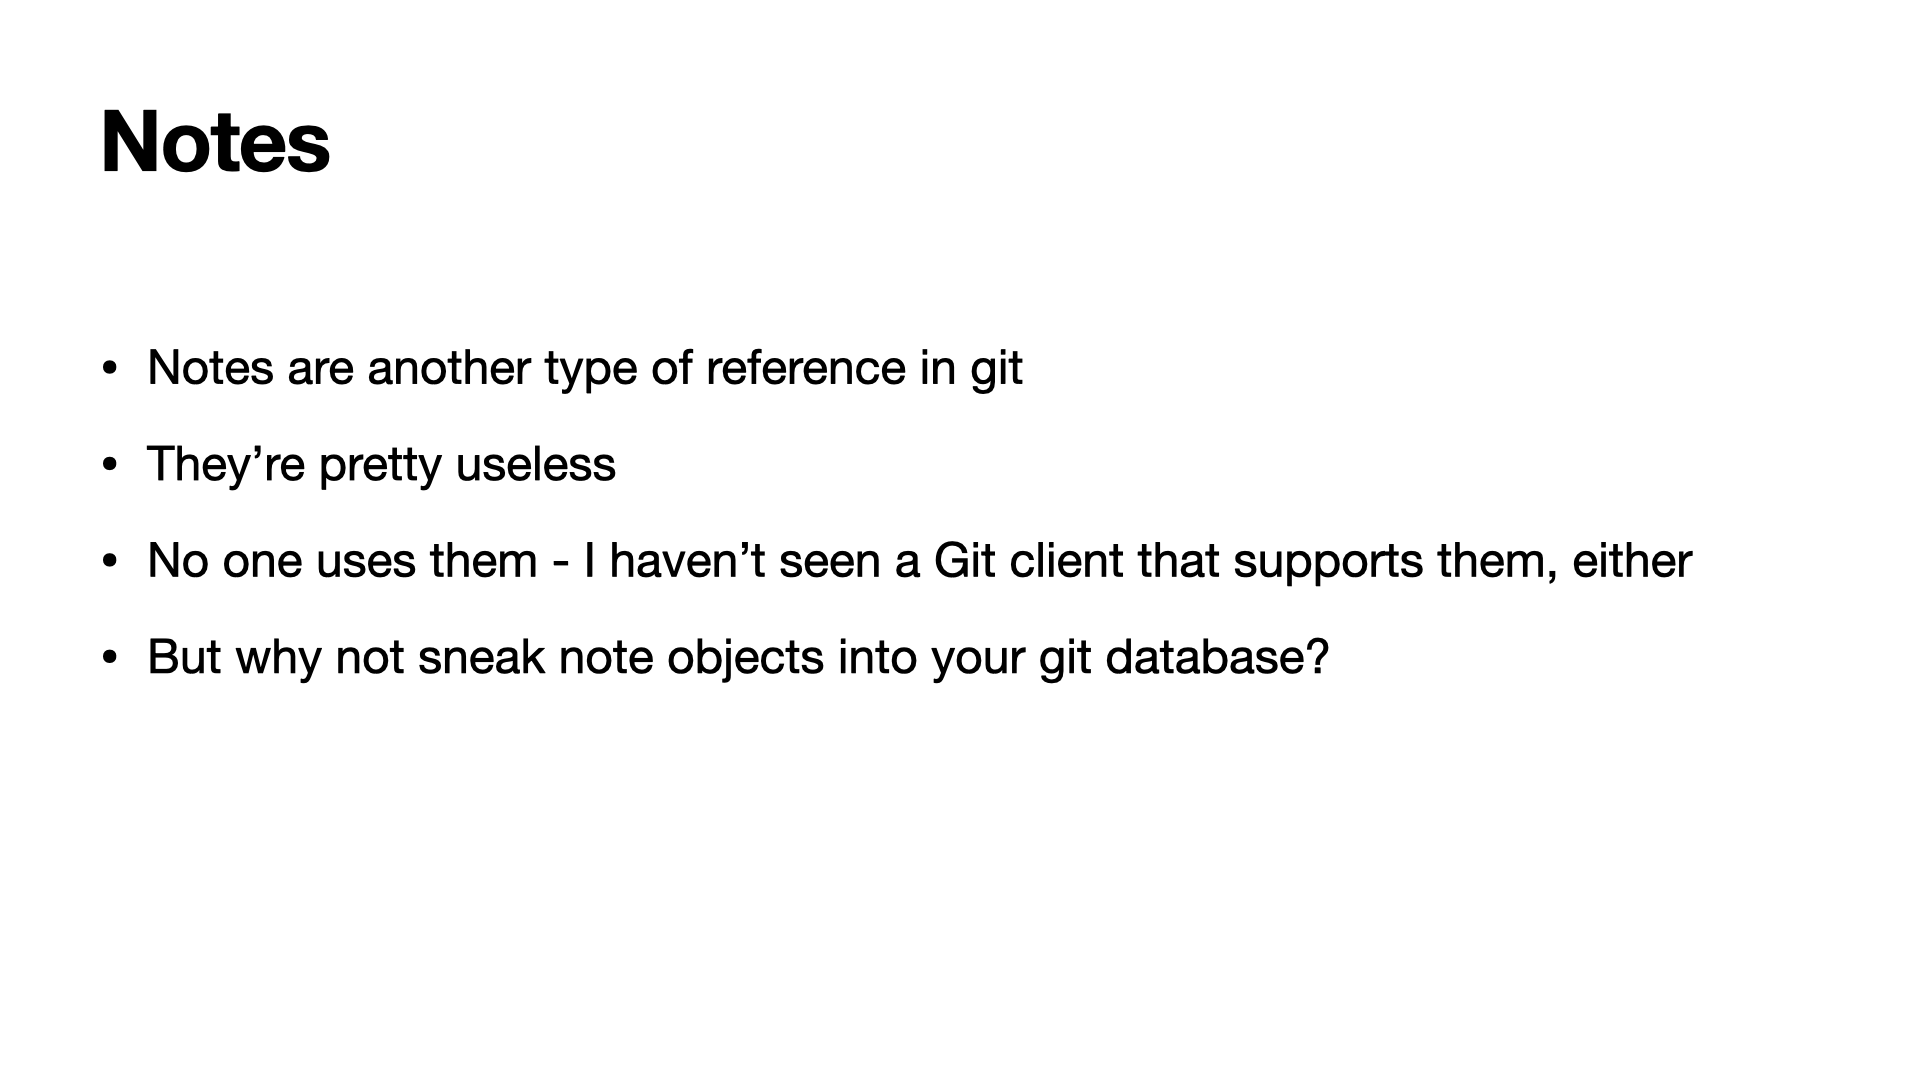 Notes
• Notes are another type of reference in git
• They’re pretty useless
• No one uses them - I haven’t seen a Git client that supports them, either
• But why not sneak note objects into your git database?